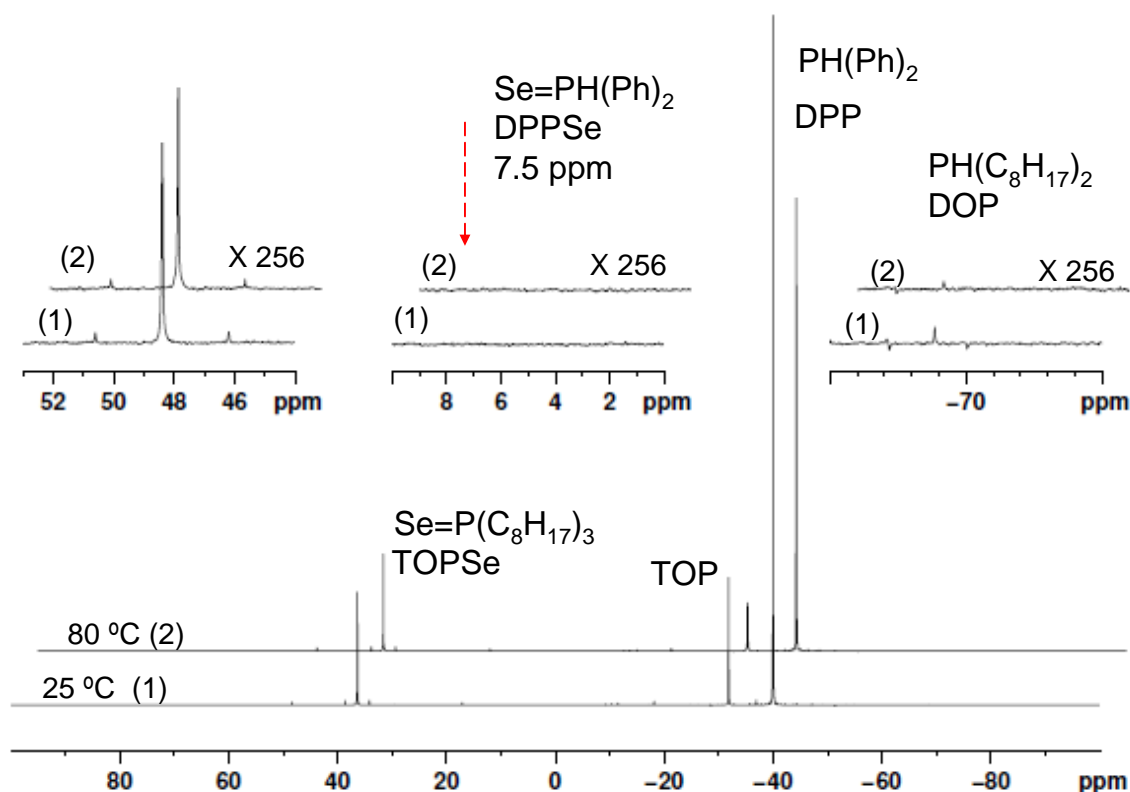 PH(Ph)₂
DPP
Se=PH(Ph)₂
DPPSe
7.5 ppm
PH(C₈H₁₇)₂
DOP
(2) X 256
(1)
52 50 48 46 ppm
(2) X 256
(1)
8 6 4 2 ppm
(2) X 256
(1)
−70 ppm
Se=P(C₈H₁₇)₃
TOPSe
TOP
80 ºC (2)
25 ºC (1)
80 60 40 20 0 −20 −40 −60 −80 ppm